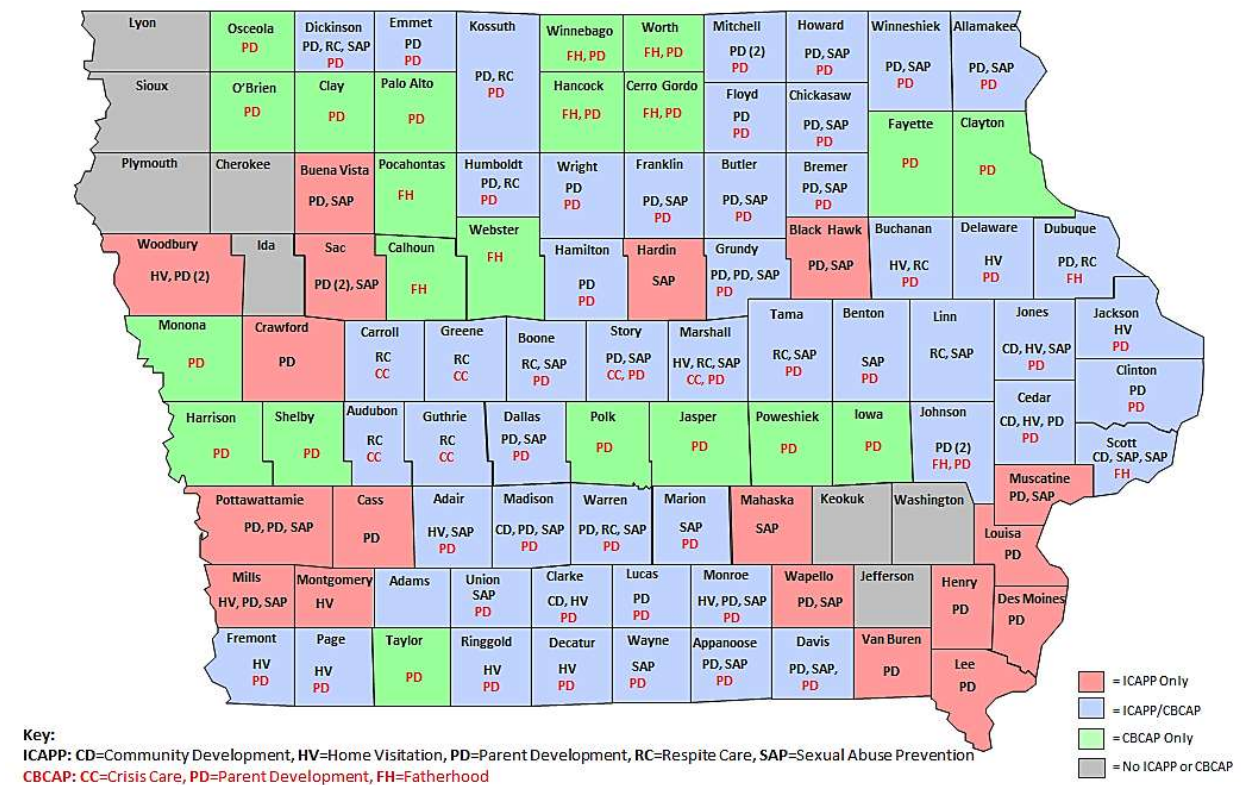 Lyon
Osceola
PD
Dickinson
PD, RC, SAP
PD
Emmet
PD
PD
Kossuth
PD, RC
PD
Winnebago
FH, PD
Worth
FH, PD
Mitchell
PD (2)
PD
Howard
PD, SAP
PD
Winneshiek
PD, SAP
PD
Allamakee
PD, SAP
PD
Sioux
O'Brien
PD
Clay
PD
Palo Alto
PD
Hancock
FH, PD
Cerro Gordo
FH, PD
Floyd
PD
PD
Chickasaw
PD, SAP
PD
Fayette
PD
Clayton
PD
Plymouth
Cherokee
Buena Vista
PD, SAP
Pocahontas
FH
Humboldt
PD, RC
PD
Wright
PD
PD
Franklin
PD, SAP
PD
Butler
PD, SAP
PD
Bremer
PD, SAP
PD
Woodbury
HV, PD (2)
Ida
Sac
PD (2), SAP
Calhoun
FH
Webster
FH
Hamilton
PD
PD
Hardin
SAP
Grundy
PD, PD, SAP
PD
Black Hawk
PD, SAP
Buchanan
HV, RC
PD
Delaware
HV
PD
Dubuque
PD, RC
FH
Monona
PD
Crawford
PD
Carroll
RC
CC
Greene
RC
CC
Boone
RC, SAP
PD
Story
PD, SAP
CC, PD
Marshall
HV, RC, SAP
CC, PD
Tama
RC, SAP
PD
Benton
SAP
PD
Linn
RC, SAP
Jones
CD, HV, SAP
PD
Jackson
HV
PD
Clinton
PD
PD
Harrison
PD
Shelby
PD
Audubon
RC
CC
Guthrie
RC
CC
Dallas
PD, SAP
PD
Polk
PD
Jasper
PD
Poweshiek
PD
Iowa
PD
Johnson
PD (2)
FH, PD
Cedar
CD, HV, PD
PD
Scott
CD, SAP, SAP
FH
Pottawattamie
PD, PD, SAP
Cass
PD
Adair
HV, SAP
PD
Madison
CD, PD, SAP
PD
Warren
PD, RC, SAP
PD
Marion
SAP
PD
Mahaska
SAP
Keokuk
Washington
Muscatine
PD, SAP
Louisa
PD
Mills
HV, PD, SAP
Montgomery
HV
Adams
Union
SAP
PD
Clarke
CD, HV
PD
Lucas
PD
PD
Monroe
HV, PD, SAP
PD
Wapello
PD, SAP
Jefferson
Henry
PD
Des Moines
PD
Fremont
HV
PD
Page
HV
PD
Taylor
PD
Ringgold
HV
PD
Decatur
HV
PD
Wayne
SAP
PD
Appanoose
PD, SAP
PD
Davis
PD, SAP,
PD
Van Buren
PD
Lee
PD
= ICAPP Only
= ICAPP/CBCAP
= CBCAP Only
= No ICAPP or CBCAP
Key:
ICAPP: CD=Community Development, HV=Home Visitation, PD=Parent Development, RC=Respite Care, SAP=Sexual Abuse Prevention
CBCAP: CC=Crisis Care, PD=Parent Development, FH=Fatherhood